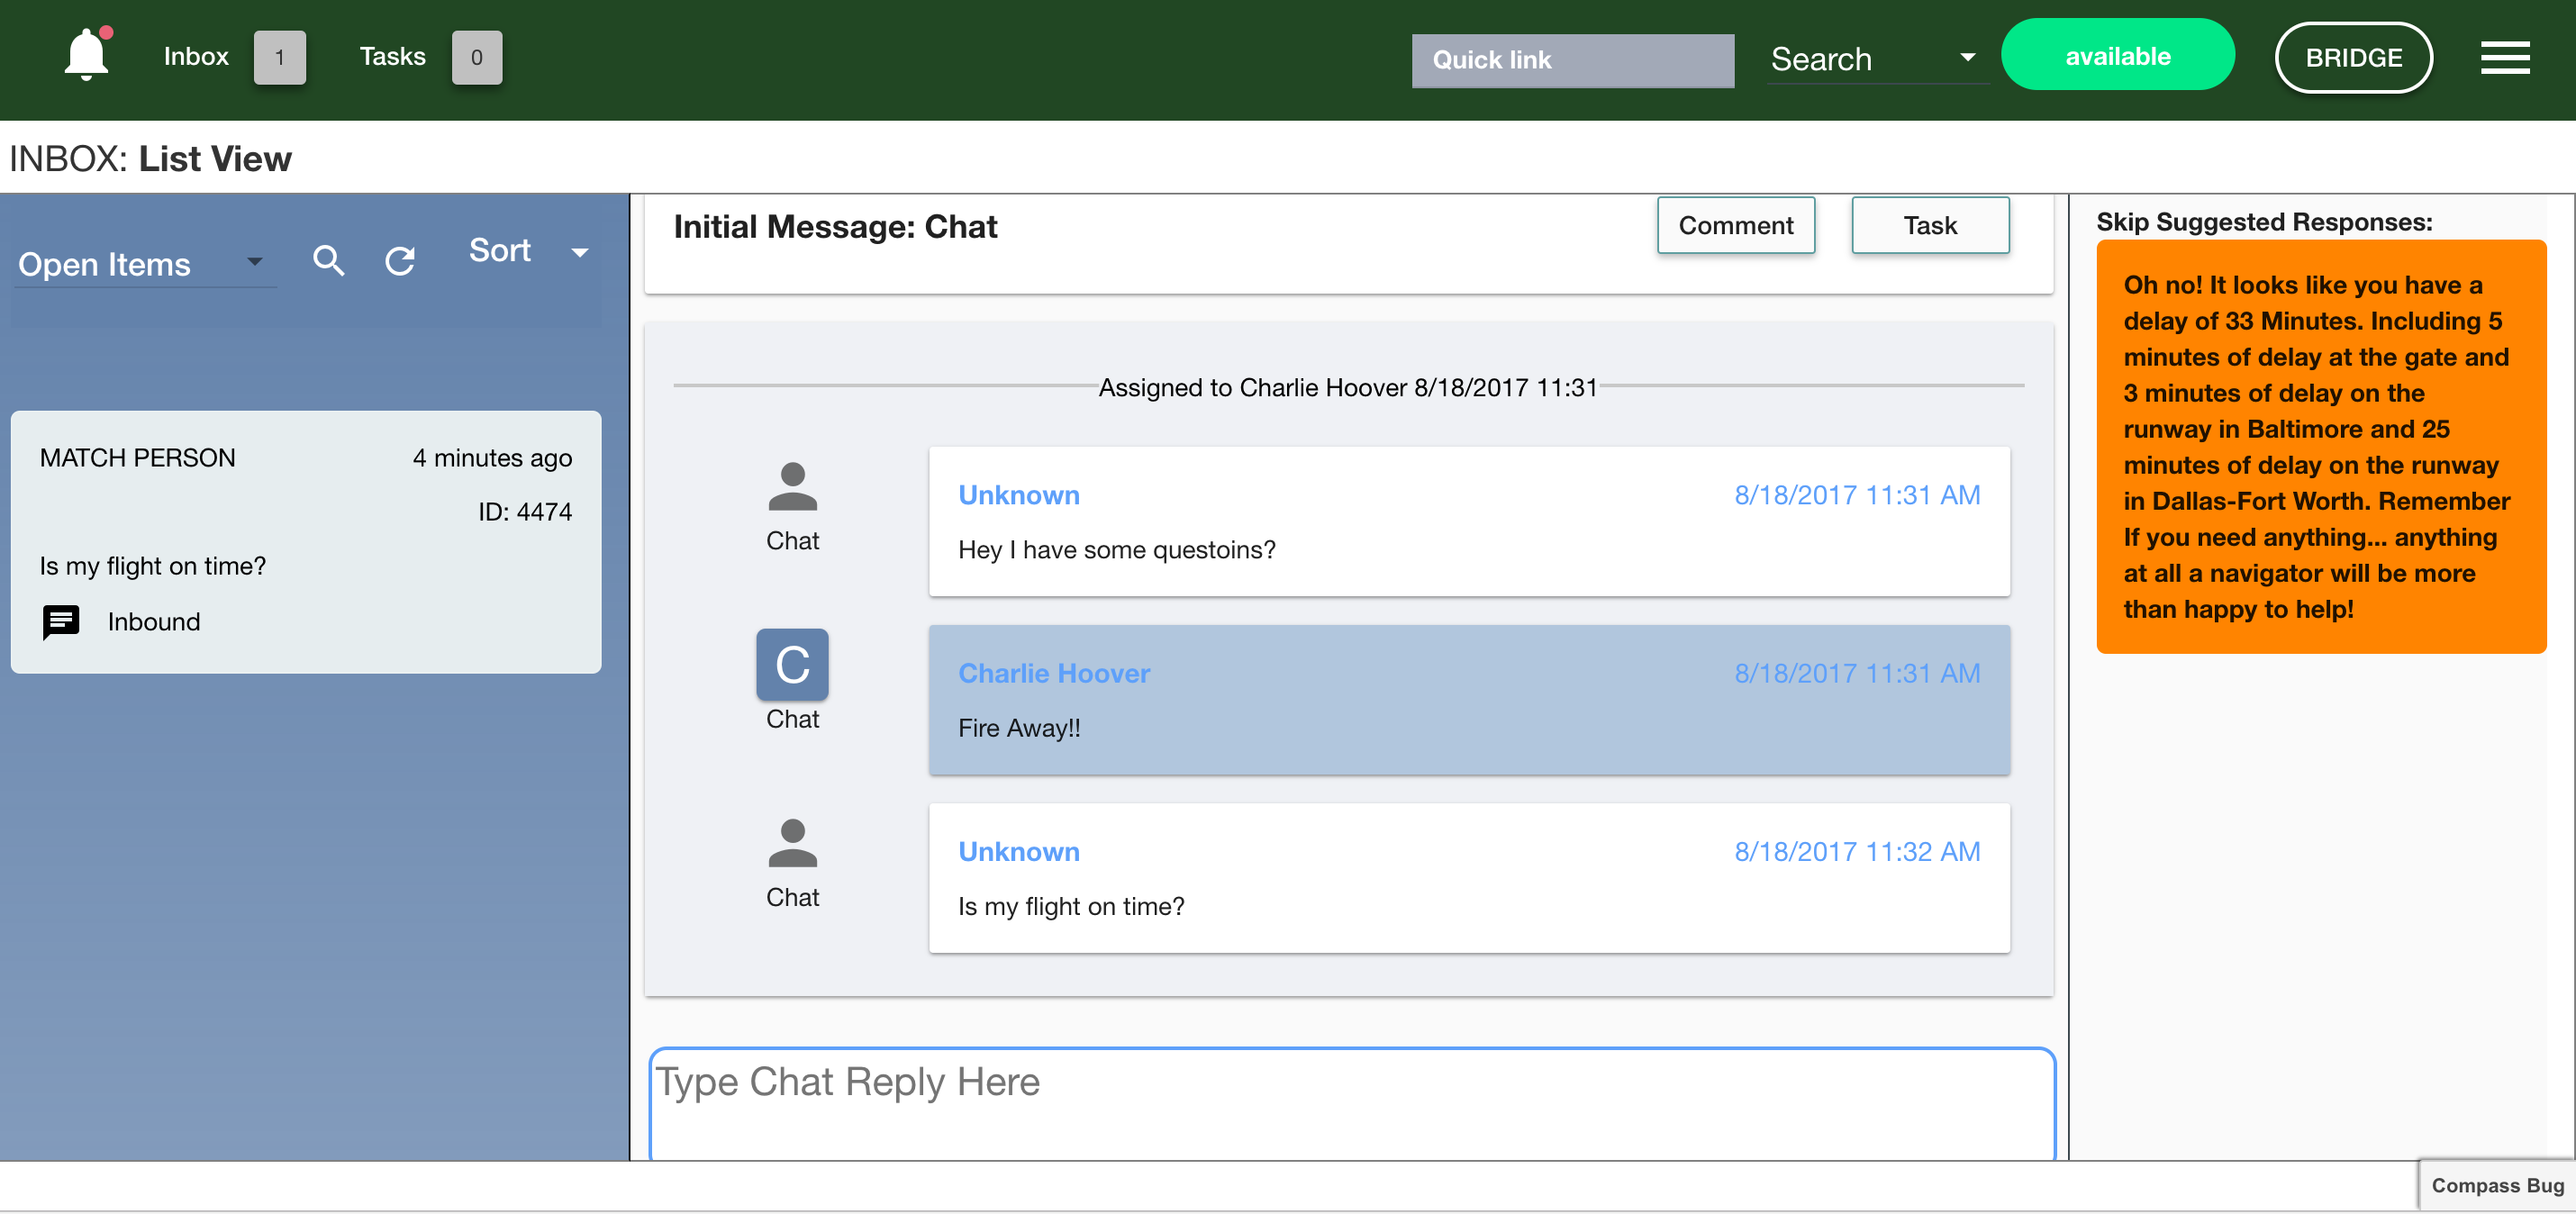 Inbox 1 Tasks 0 Quick link Search available BRIDGE
INBOX: List View
Open Items Sort
MATCH PERSON 4 minutes ago
ID: 4474
Is my flight on time?
Inbound
Initial Message: Chat Comment Task
Assigned to Charlie Hoover 8/18/2017 11:31
Unknown 8/18/2017 11:31 AM
Chat
Hey I have some questoins?
C
Charlie Hoover 8/18/2017 11:31 AM
Chat
Fire Away!!
Unknown 8/18/2017 11:32 AM
Chat
Is my flight on time?
Type Chat Reply Here
Skip Suggested Responses:
Oh no! It looks like you have a
delay of 33 Minutes. Including 5
minutes of delay at the gate and
3 minutes of delay on the
runway in Baltimore and 25
minutes of delay on the runway
in Dallas-Fort Worth. Remember
If you need anything... anything
at all a navigator will be more
than happy to help!
Compass Bug